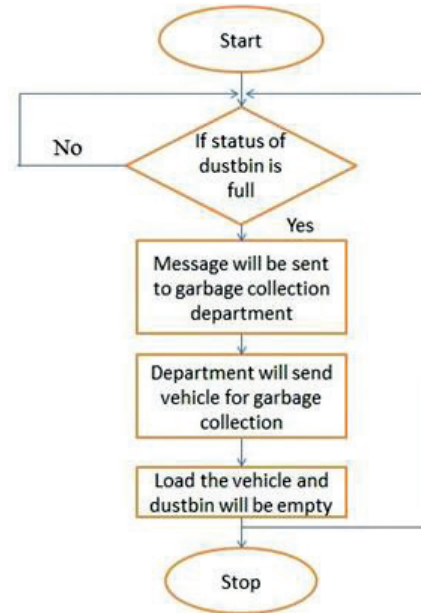 Start
No
If status of
dustbin is
full
Yes
Message will be sent
to garbage collection
department
Department will send
vehicle for garbage
collection
Load the vehicle and
dustbin will be empty
Stop